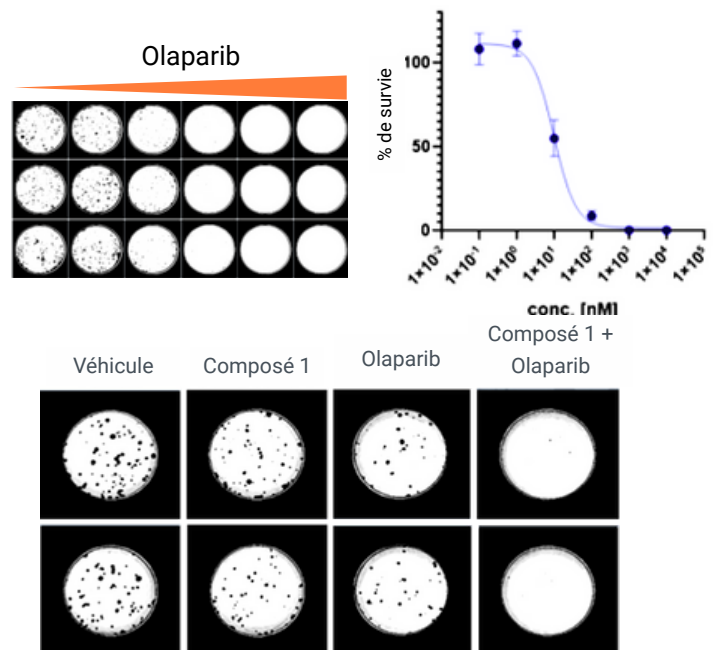 Olaparib
% de survie
100
50
0
1×10⁻²
1×10⁻¹
1×10⁰
1×10¹
1×10²
1×10³
1×10⁴
1×10⁵
conc. [nM]
Véhicule
Composé 1
Olaparib
Composé 1 +
Olaparib